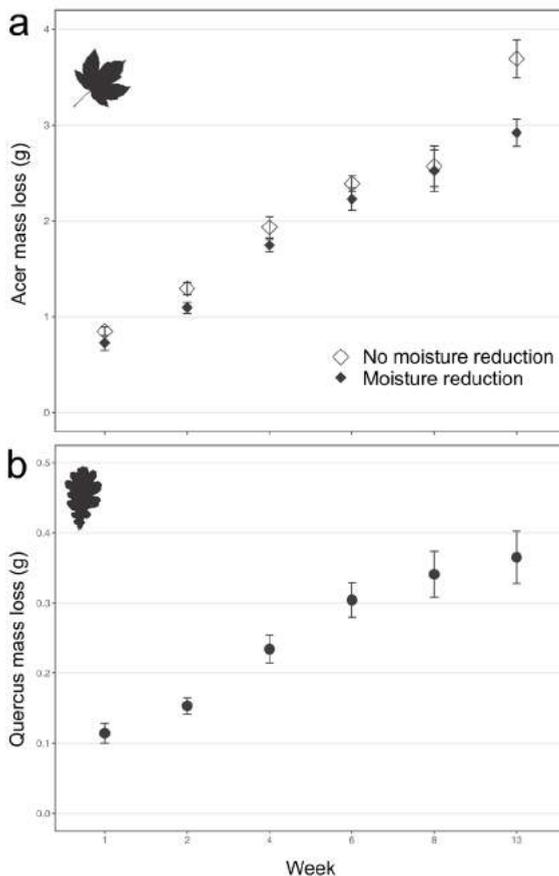 a
4
3
2
1
0
Acer mass loss (g)
No moisture reduction
Moisture reduction
b
0.5
0.4
0.3
0.2
0.1
0.0
Quercus mass loss (g)
1 2 4 6 8 13
Week